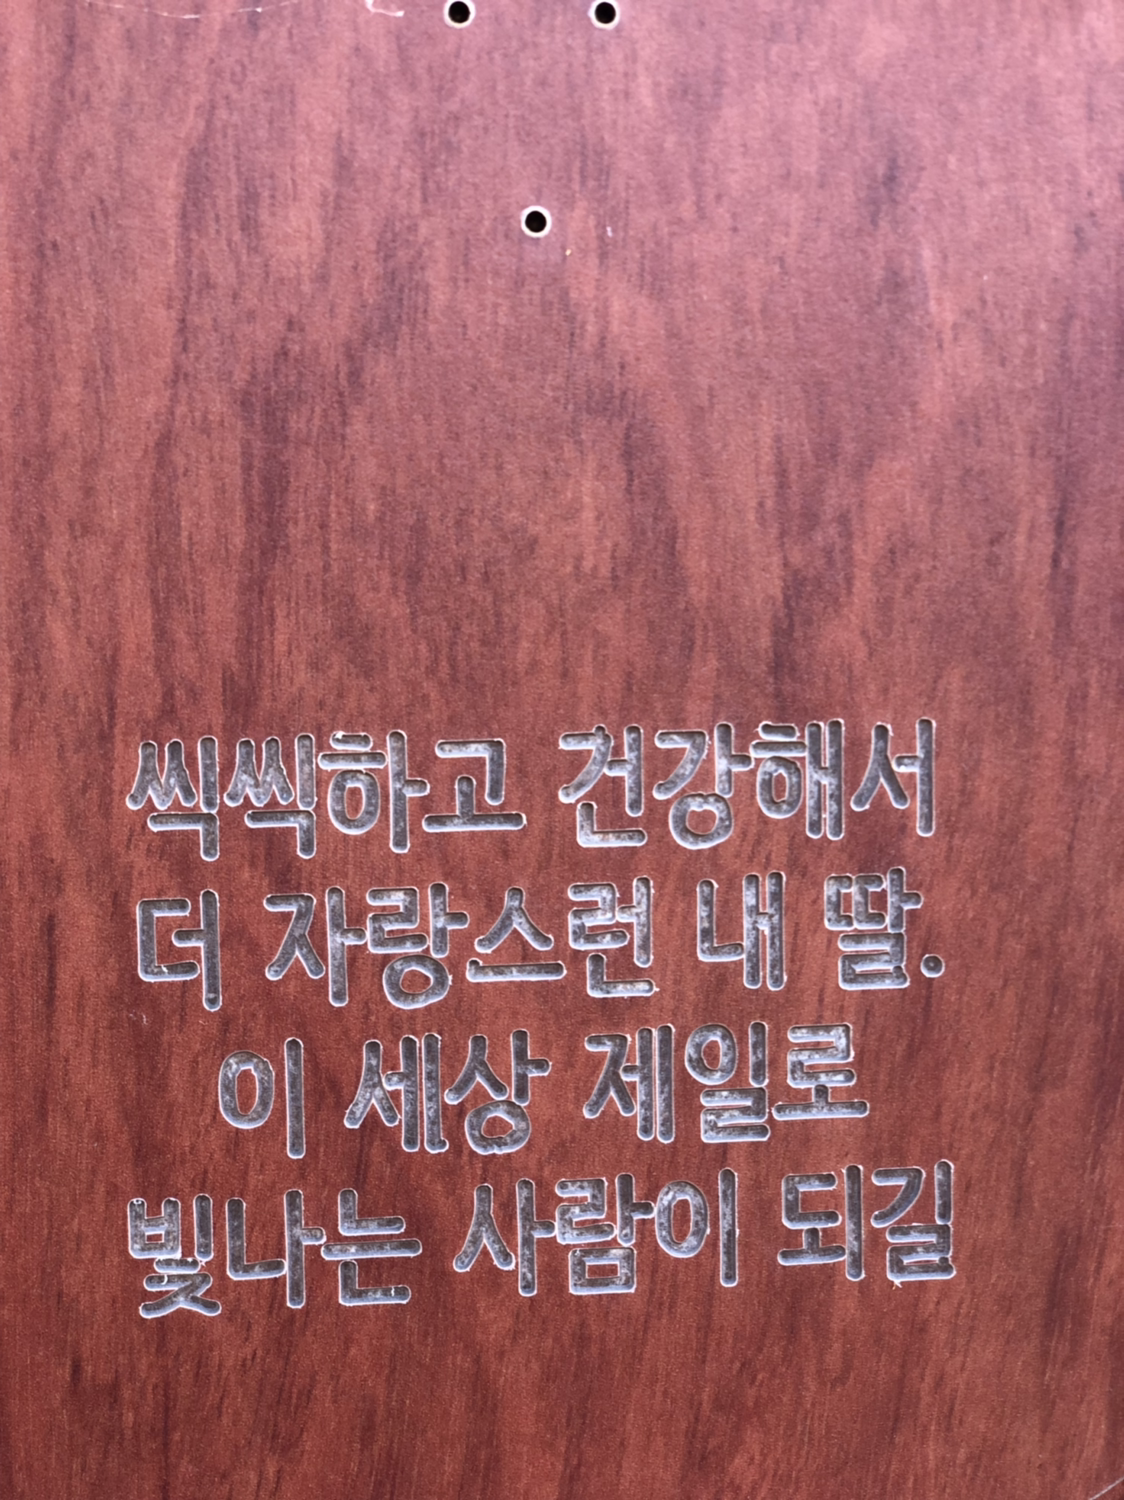 씩씩하고 건강해서
더 자랑스런 내 딸.
이 세상 제일로
빛나는 사람이 되길